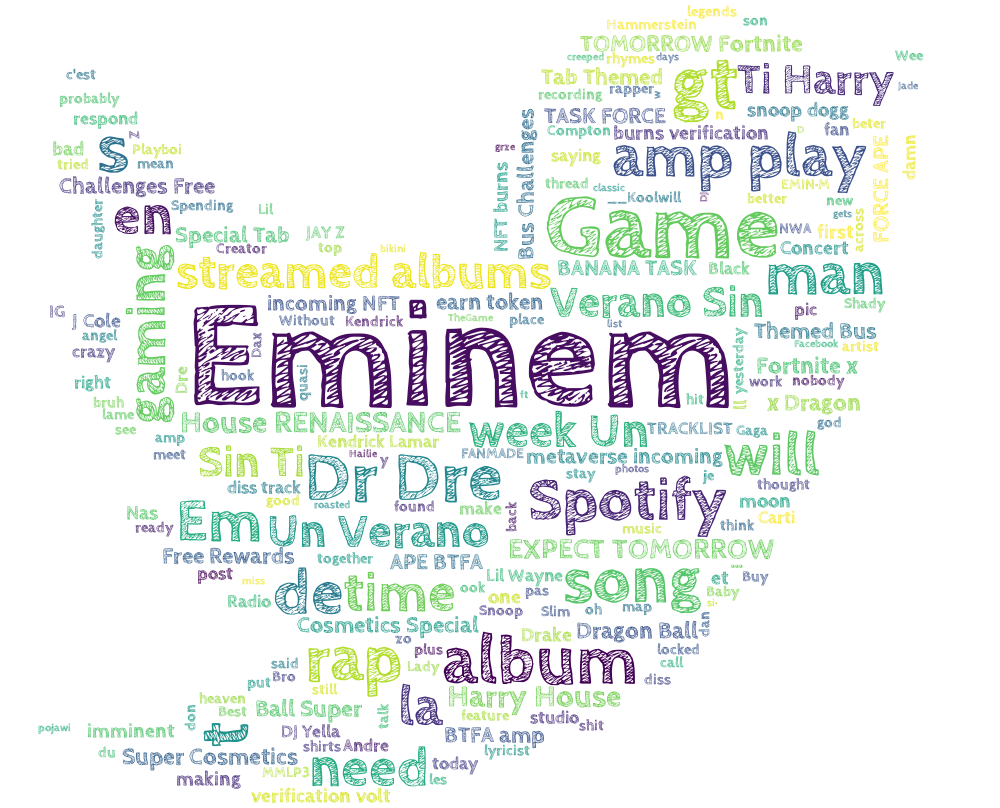 legends
Hammerstein
son
TOMORROW Fortnite
creeped
rhymes
days
Wee
c'est
Tab Themed
gt
Ti Harry
Jade
probably
recording
rapper
w
respond
TASK FORCE
n
snoop dogg
Bus Challenges
Compton
burns verification
D
fan
beter
s
z
bad
Playboi
grze
saying
amp play
damn
tried
mean
NFT burns
FORCE APE
Challenges Free
thread
classic
EMIN·M
daughter
en
Spending
Lil
__Koolwill
DJ
better
new
gets
across
Special Tab
JAY Z
Game
NWA
first
gaming
Creator
top
bikini
Concert
streamed albums
BANANA TASK
Black
man
IG
incoming NFT
earn token
Verano Sin
pic
Shady
J Cole
Without
Kendrick
TheGame
place
list
Themed Bus
angel
Eminem
Facebook
artist
crazy
Dax
yesterday
Fortnite x
right
Dre
hook
quasi
ft
hit
ll
work
nobody
bruh
x Dragon
lame
see
House RENAISSANCE
week Un
TRACKLIST
Gaga
god
amp
Kendrick Lamar
meet
Sin Ti
Hailie
y
FANMADE
metaverse incoming
will
Dr Dre
stay
photos
je
thought
diss track
good
roasted
found
make
back
Spotify
moon
Nas
ready
Em
Un Verano
music
think
Carti
Free Rewards
together
APE BTFA
EXPECT TOMORROW
post
miss
de
time
ook
Lil Wayne
song
et
...
Buy
Radio
one
pas
Baby
Snoop
Slim
oh
map
si·
Cosmetics Special
zo
Drake
Dragon Ball
dan
said
rap
plus
album
locked
put
Bro
Lady
call
still
diss
heaven
la
Harry House
don
Best
Ball Super
talk
feature
studio
shit
pojawi
imminent
t
DJ Yella
BTFA amp
du
Super Cosmetics
shirts
Andre
lyricist
making
MMLP3
need
les
today
verification volt